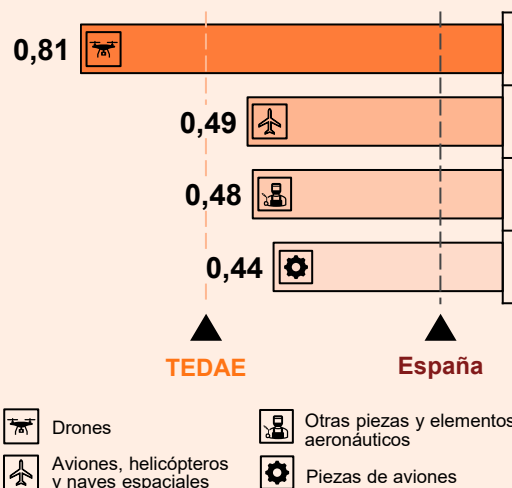 0,81
0,49
0,48
0,44
TEDAE
España
Drones
Otras piezas y elementos
aeronáuticos
Aviones, helicópteros
y naves espaciales
Piezas de aviones